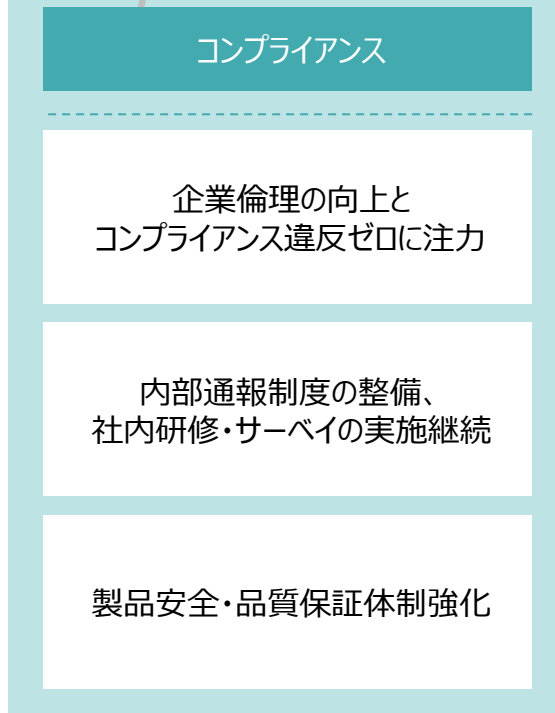 コンプライアンス
企業倫理の向上と
コンプライアンス違反ゼロに注力
内部通報制度の整備、
社内研修・サーベイの実施継続
製品安全・品質保証体制強化